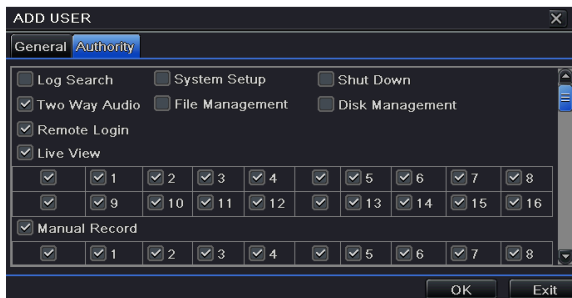 ADD USER
General Authority
Log Search System Setup Shut Down
Two Way Audio File Management Disk Management
Remote Login
Live View
1 2 3 4 5 6 7 8
9 10 11 12 13 14 15 16
Manual Record
1 2 3 4 5 6 7 8
OK Exit